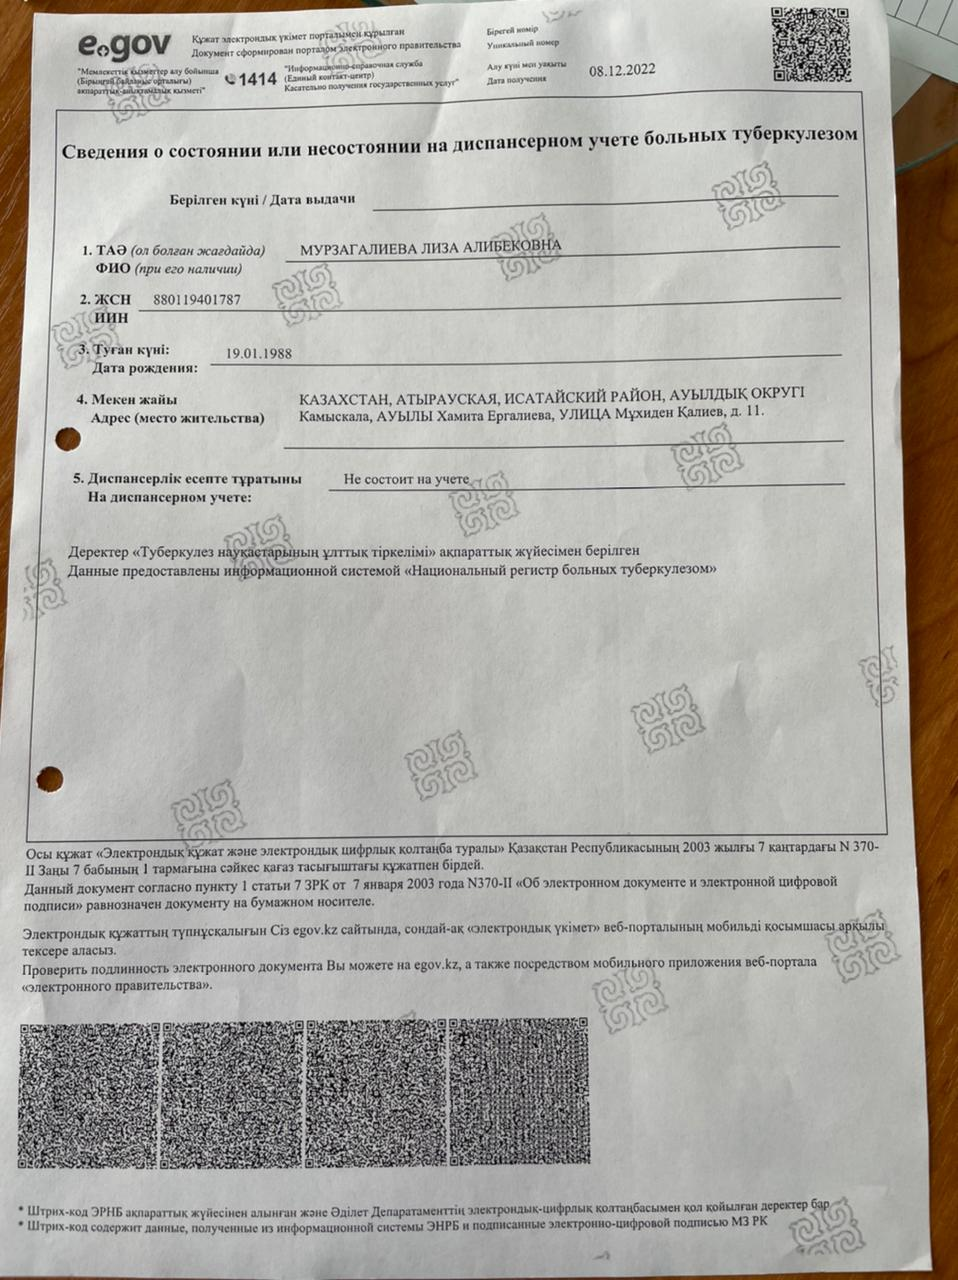 e.gov
Құжат электрондық үкімет порталымен құрылған
Документ сформирован порталом электронного правительства
"Мемлекеттік қызметтер алу бойынша
(Бірыңғай байланыс орталығы)
ақпараттық-анықтамалық қызметі"
1414
"Информационно-справочная служба
(Единый контакт-центр)
Касательно получения государственных услуг"
Бірегей нөмір
Уникальный номер
Алу күні мен уақыты
Дата получения
08.12.2022
Сведения о состоянии или несостоянии на диспансерном учете больных туберкулезом
Берілген күні / Дата выдачи
1. ТАӘ (ол болған жағдайда) МУРЗАГАЛИЕВА ЛИЗА АЛИБЕКОВНА
ФИО (при его наличии)
2. ЖСН 880119401787
ИИН
3. Туған күні: 19.01.1988
Дата рождения:
4. Мекен жайы КАЗАХСТАН, АТЫРАУСКАЯ, ИСАТАЙСКИЙ РАЙОН, АУЫЛДЫҚ ОКРУГІ
Адрес (место жительства) Камыскала, АУЫЛЫ Хамита Ергалиева, УЛИЦА Мұхиден Қалиев, д. 11.
5. Диспансерлік есепте тұратыны Не состоит на учете
На диспансерном учете:
Деректер «Туберкулез науқастарының ұлттық тіркелімі» ақпараттық жүйесімен берілген
Данные предоставлены информационной системой «Национальный регистр больных туберкулезом»
Осы құжат «Электрондық құжат және электрондық цифрлық қолтаңба туралы» Қазақстан Республикасының 2003 жылғы 7 қантардағы N 370-
II Заңы 7 бабының 1 тармағына сәйкес қағаз тасығыштағы құжатпен бірдей.
Данный документ согласно пункту 1 статьи 7 ЗРК от 7 января 2003 года N370-II «Об электронном документе и электронной цифровой
подписи» равнозначен документу на бумажном носителе.
Электрондық құжаттың түпнұсқалығын Сіз egov.kz сайтында, сондай-ақ «электрондық үкімет» веб-порталының мобильді қосымшасы арқылы
тексере аласыз.
Проверить подлинность электронного документа Вы можете на egov.kz, а также посредством мобильного приложения веб-портала
«электронного правительства».
* Штрих-код ЭРНБ ақпараттық жүйесінен алынған және Әділет Депаратаменттің электрондық-цифрлық қолтаңбасымен қол қойылған деректер бар
* Штрих-код содержит данные, полученные из информационной системы ЭНРБ и подписанные электронно-цифровой подписью МЗ РК